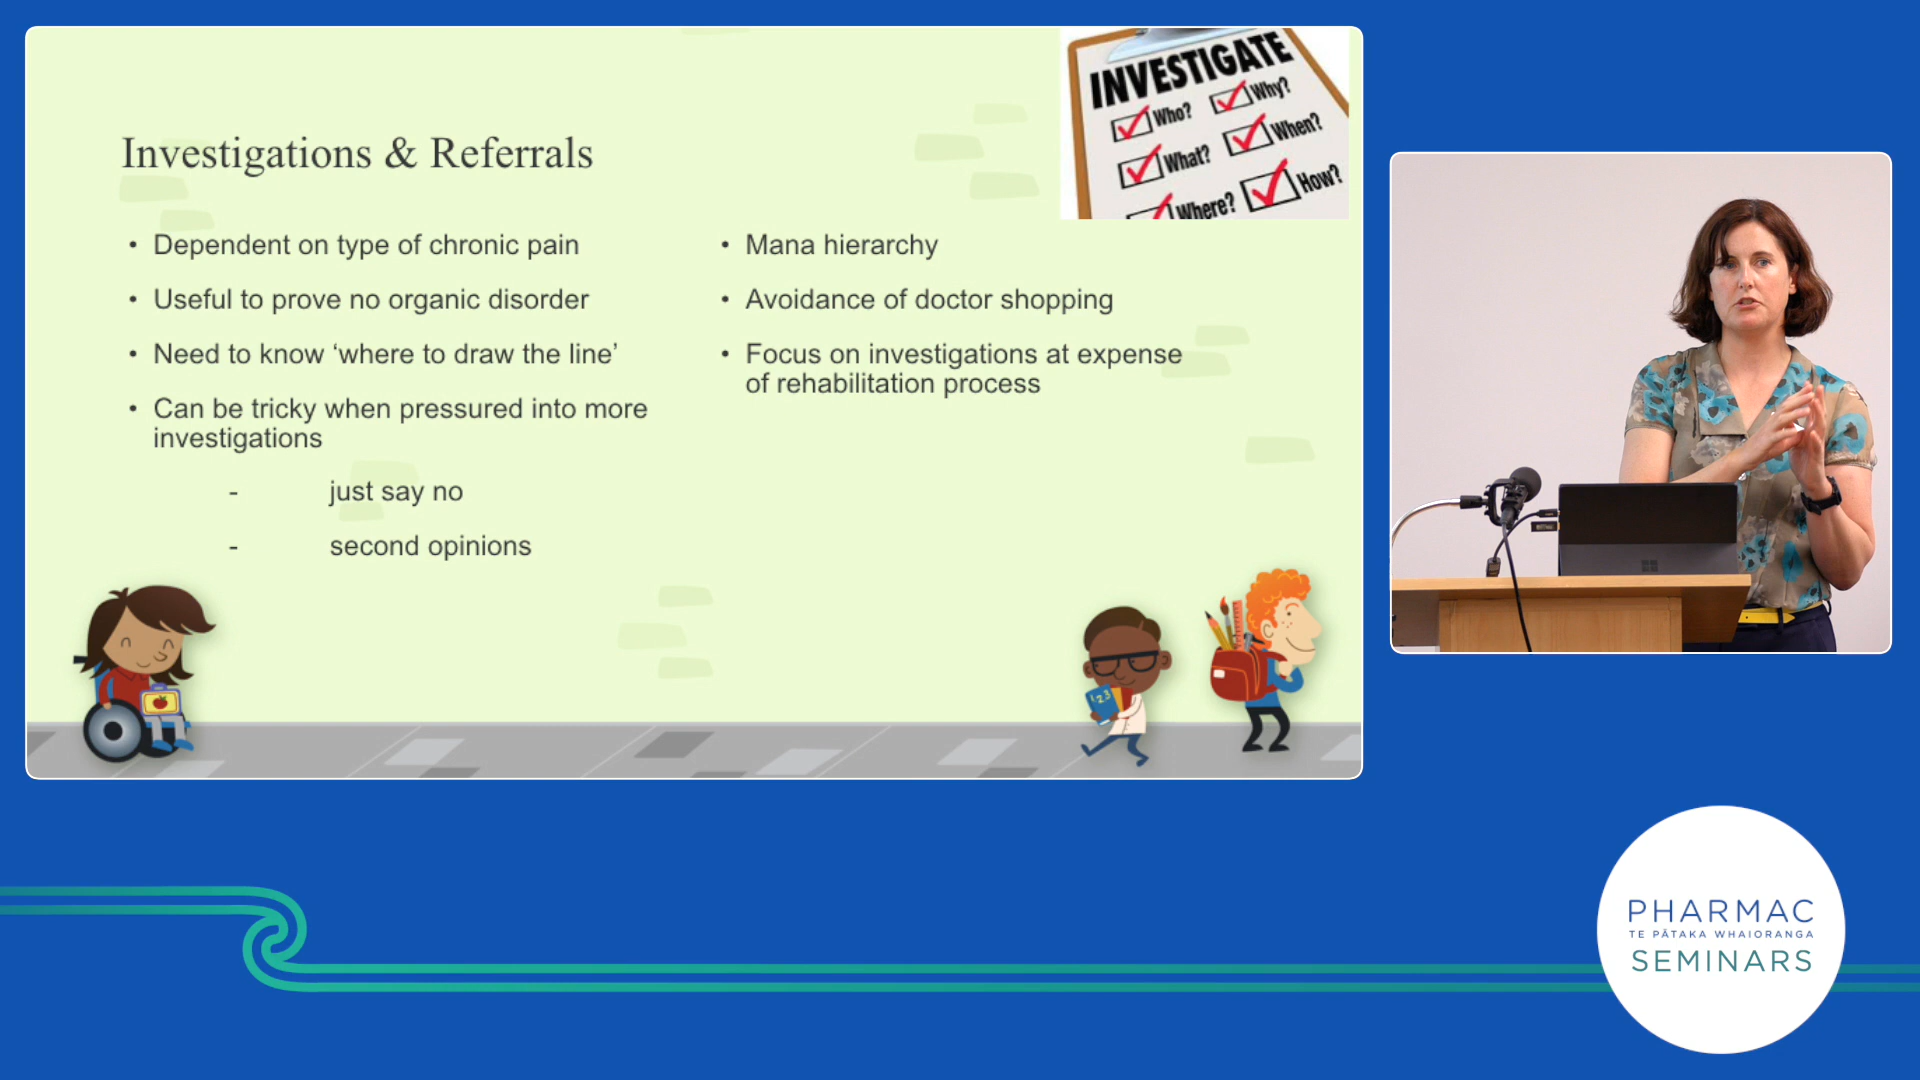 Investigations & Referrals
• Dependent on type of chronic pain
• Useful to prove no organic disorder
• Need to know ‘where to draw the line’
• Can be tricky when pressured into more
investigations
- just say no
- second opinions
• Mana hierarchy
• Avoidance of doctor shopping
• Focus on investigations at expense
of rehabilitation process
INVESTIGATE
Who? Why?
What? When?
Where? How?
123
PHARMAC
TE PĀTAKA WHAIORANGA
SEMINARS